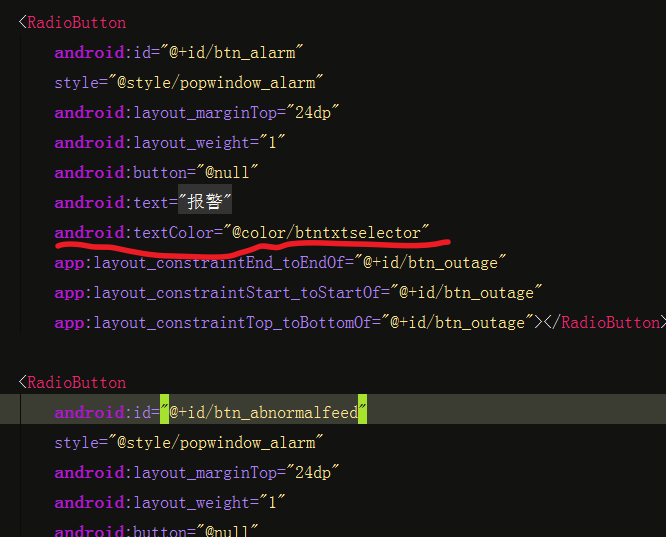 <RadioButton
android:id="@+id/btn_alarm"
style="@style/popwindow_alarm"
android:layout_marginTop="24dp"
android:layout_weight="1"
android:button="@null"
android:text="报警"
android:textColor="@color/btntxtselector"
app:layout_constraintEnd_toEndOf="@+id/btn_outage"
app:layout_constraintStart_toStartOf="@+id/btn_outage"
app:layout_constraintTop_toBottomOf="@+id/btn_outage"></RadioButton>
<RadioButton
android:id="@+id/btn_abnormalfeed"
style="@style/popwindow_alarm"
android:layout_marginTop="24dp"
android:layout_weight="1"
android:button="@null"